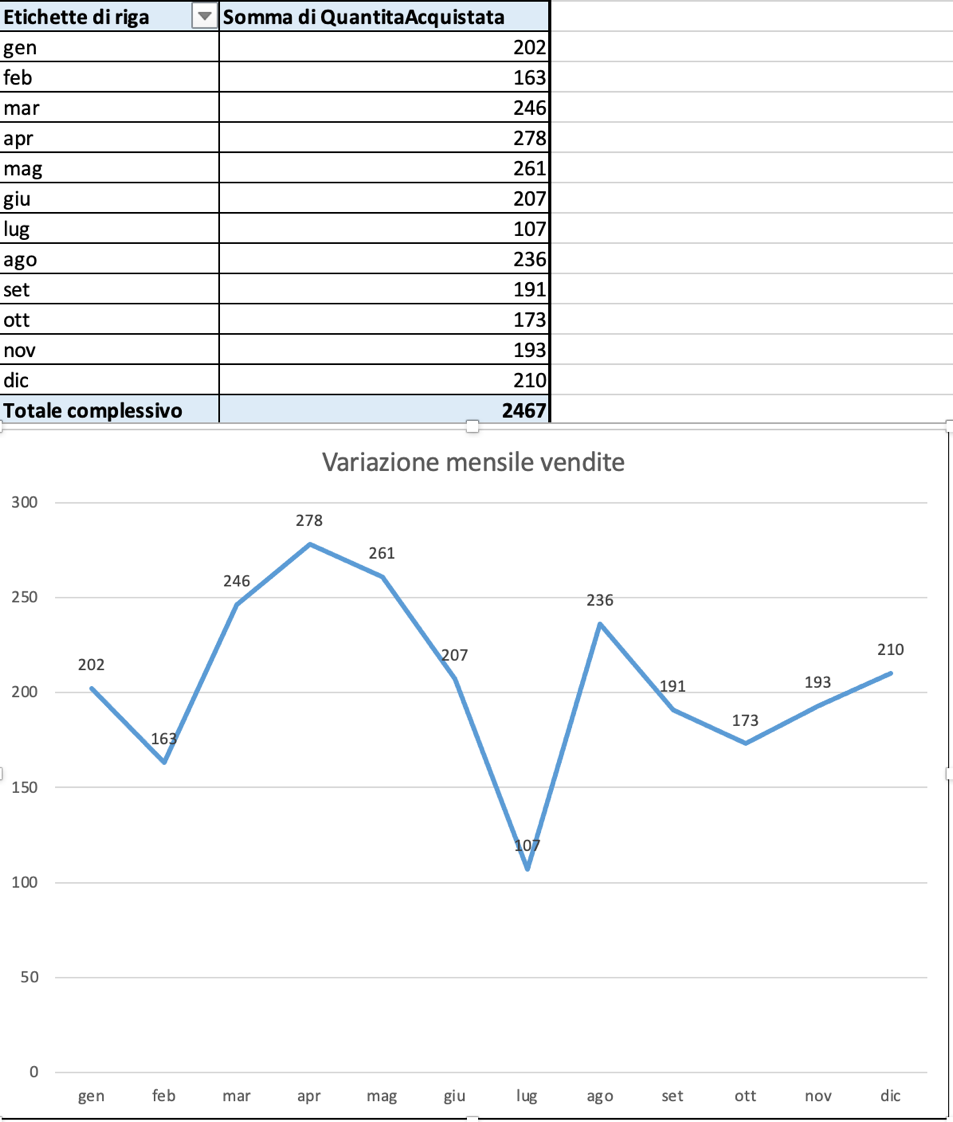 Etichette di riga Somma di QuantitaAcquistata
gen 202
feb 163
mar 246
apr 278
mag 261
giu 207
lug 107
ago 236
set 191
ott 173
nov 193
dic 210
Totale complessivo 2467
Variazione mensile vendite
300
278
261
246
250
236
210
207
202
193
191
200
173
163
150
107
100
50
0
gen feb mar apr mag giu lug ago set ott nov dic